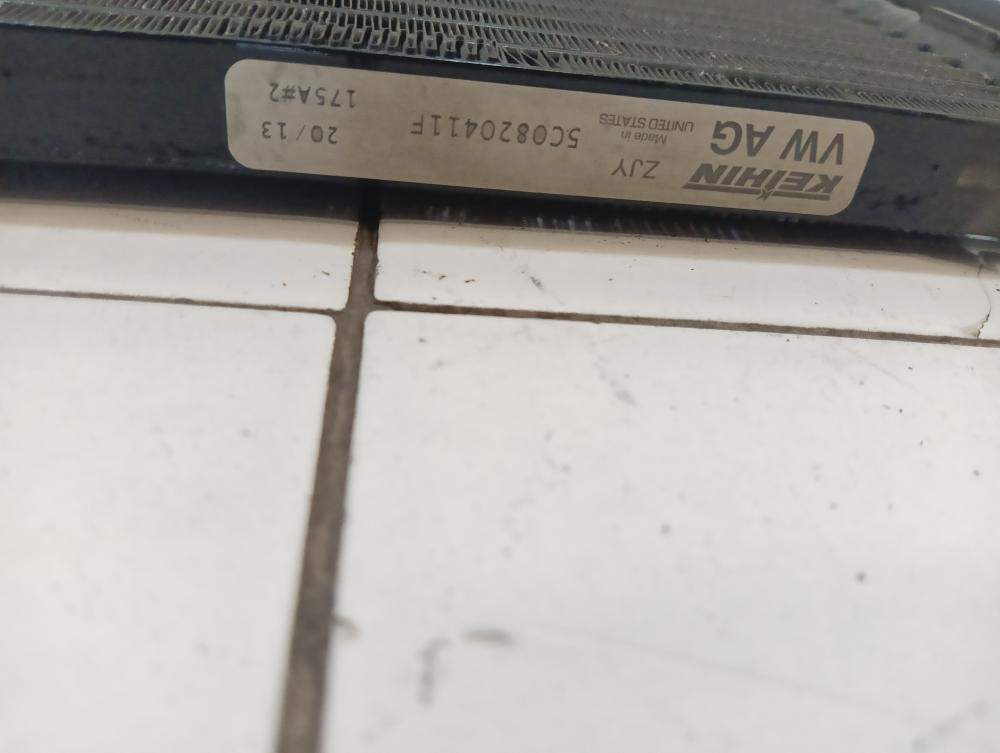 KEIHIN
VW AG
ZJY
Made in
UNITED STATES
5C0820411F
20/13
175A#2